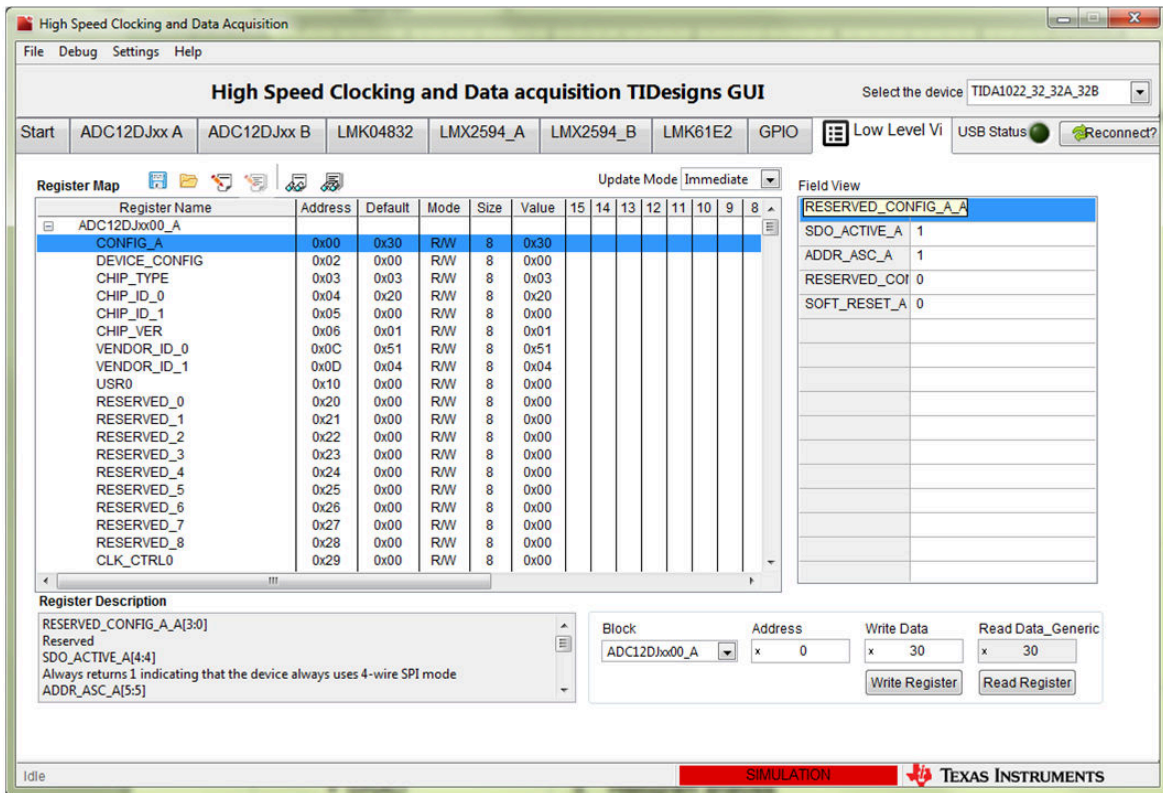 High Speed Clocking and Data Acquisition
File Debug Settings Help
High Speed Clocking and Data acquisition TIDesigns GUI
Select the device TIDA1022_32_32A_32B
Start ADC12DJxx A ADC12DJxx B LMK04832 LMX2594_A LMX2594_B LMK61E2 GPIO Low Level Vi USB Status Reconnect?
Register Map Update Mode Immediate
Register Name Address Default Mode Size Value 15 14 13 12 11 10 9 8
ADC12DJxx00_A
CONFIG_A 0x00 0x30 R/W 8 0x30
DEVICE_CONFIG 0x02 0x00 R/W 8 0x00
CHIP_TYPE 0x03 0x03 R/W 8 0x03
CHIP_ID_0 0x04 0x20 R/W 8 0x20
CHIP_ID_1 0x05 0x00 R/W 8 0x00
CHIP_VER 0x06 0x01 R/W 8 0x01
VENDOR_ID_0 0x0C 0x51 R/W 8 0x51
VENDOR_ID_1 0x0D 0x04 R/W 8 0x04
USR0 0x10 0x00 R/W 8 0x00
RESERVED_0 0x20 0x00 R/W 8 0x00
RESERVED_1 0x21 0x00 R/W 8 0x00
RESERVED_2 0x22 0x00 R/W 8 0x00
RESERVED_3 0x23 0x00 R/W 8 0x00
RESERVED_4 0x24 0x00 R/W 8 0x00
RESERVED_5 0x25 0x00 R/W 8 0x00
RESERVED_6 0x26 0x00 R/W 8 0x00
RESERVED_7 0x27 0x00 R/W 8 0x00
RESERVED_8 0x28 0x00 R/W 8 0x00
CLK_CTRL0 0x29 0x00 R/W 8 0x00
Field View
RESERVED_CONFIG_A_A
SDO_ACTIVE_A 1
ADDR_ASC_A 1
RESERVED_COI 0
SOFT_RESET_A 0
Register Description
RESERVED_CONFIG_A_A[3:0]
Reserved
SDO_ACTIVE_A[4:4]
Always returns 1 indicating that the device always uses 4-wire SPI mode
ADDR_ASC_A[5:5]
Block Address Write Data Read Data_Generic
ADC12DJxx00_A x 0 x 30 x 30
Write Register Read Register
Idle SIMULATION TEXAS INSTRUMENTS